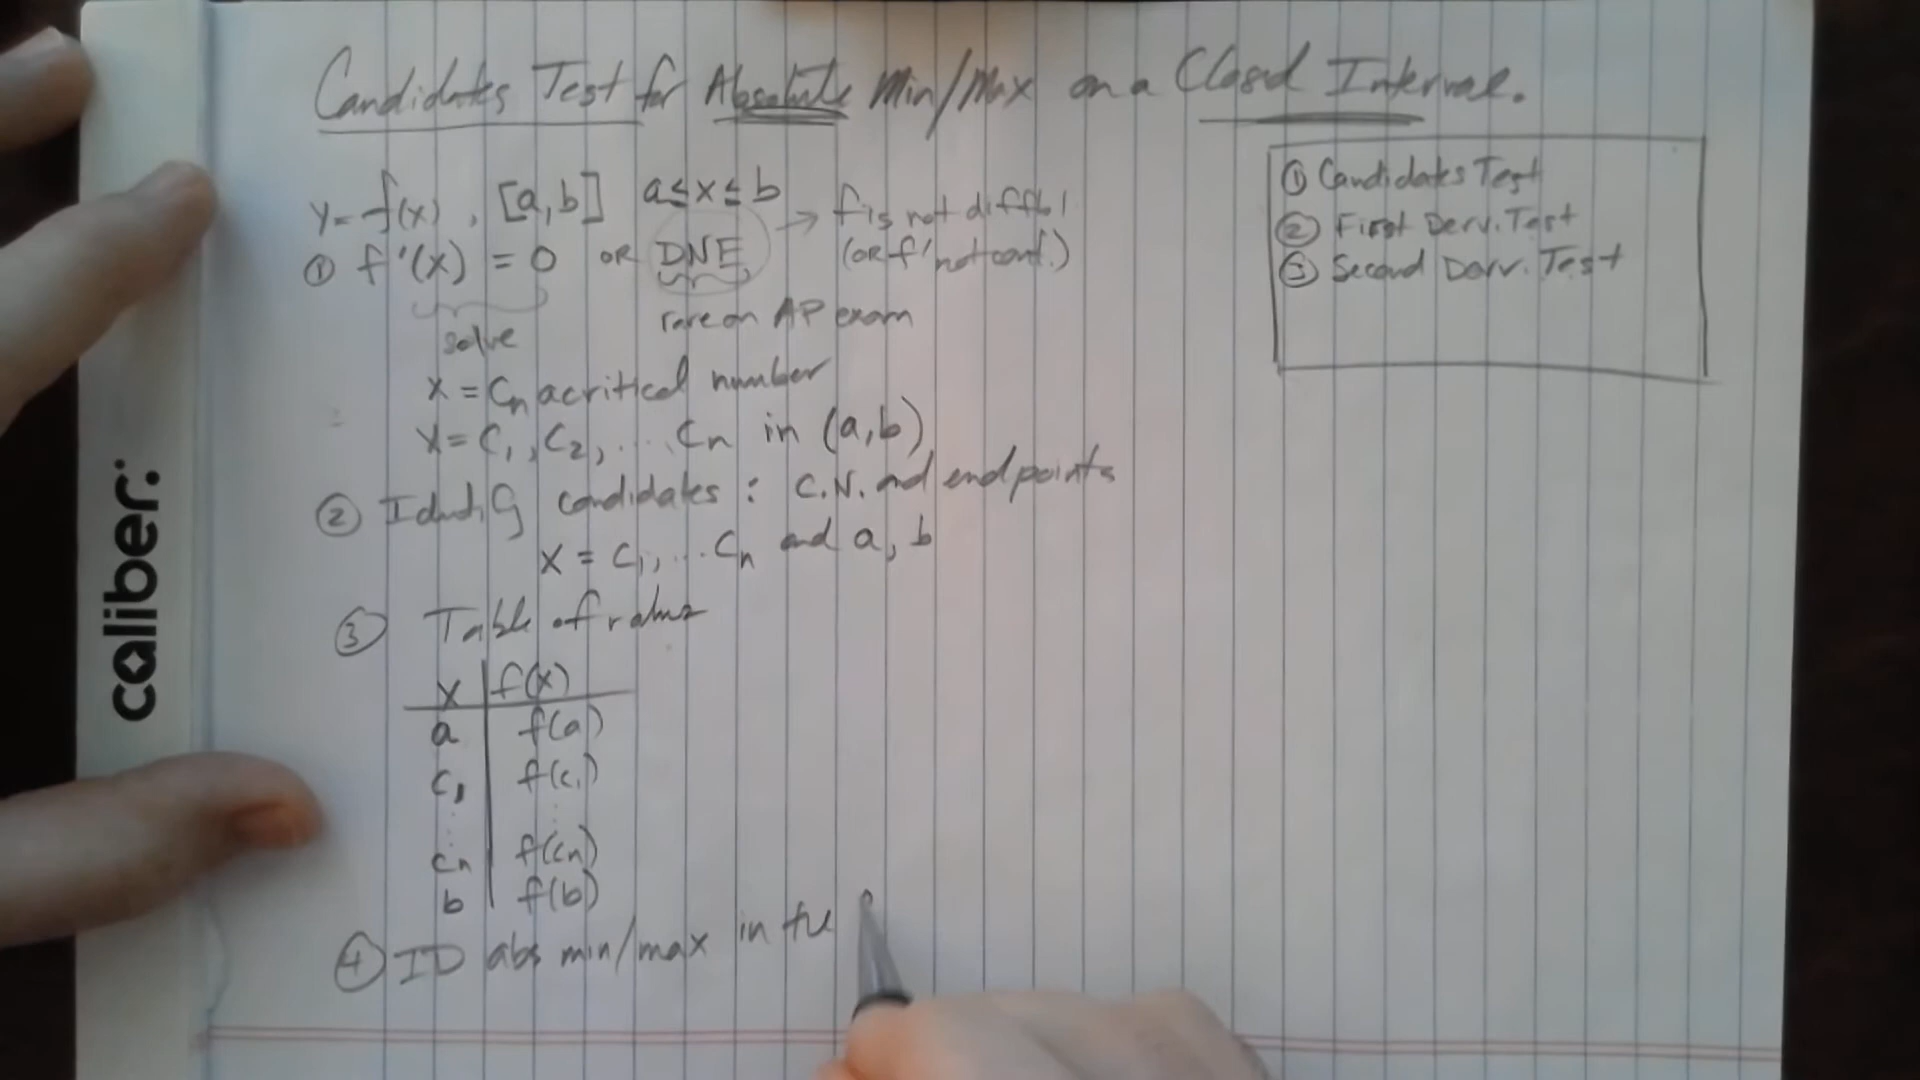 Candidates Test for Absolute Min/Max on a Closed Interval.
y = f(x), [a,b] a≤x≤b
① f'(x) = 0 OR DNE → f is not diffbl
(OR f' not cont.)
solve
rare on AP exam
x = Cn a critical number
x = C1, C2, ... Cn in (a,b)
② Identify candidates: C.N. and endpoints
x = C1, ... Cn and a, b
③ Table of values
x f(x)
a f(a)
c1 f(c1)
⋮ ⋮
cn f(cn)
b f(b)
④ ID abs min/max in the
① Candidates Test
② First Derv. Test
③ Second Derv. Test
caliber.